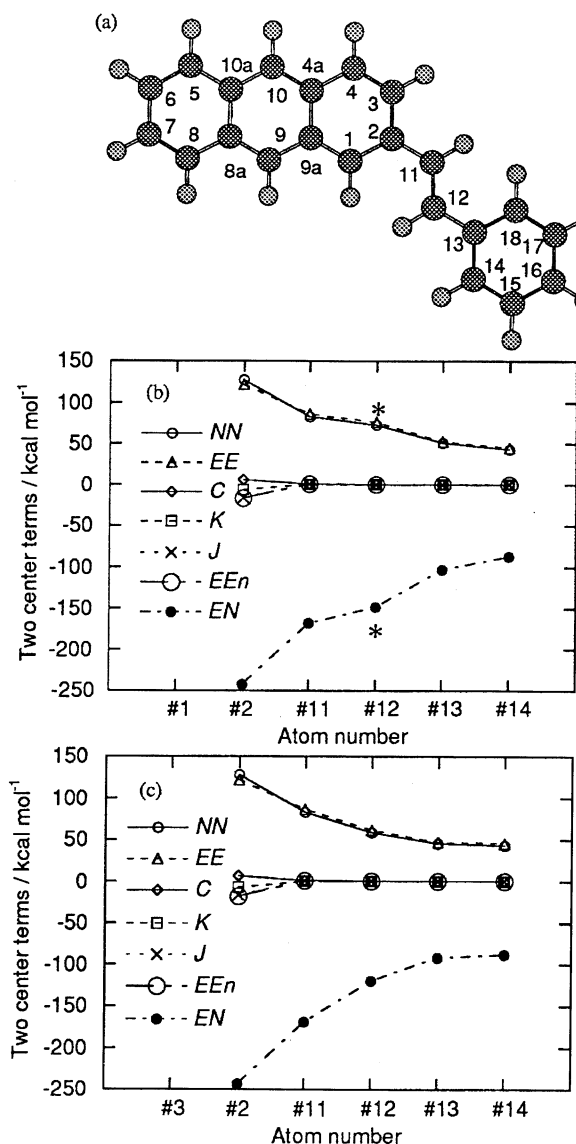 (a)
10a
4a
5
10
4
6
3
7
2
8
9
1
8a
9a
11
12
13
18
17
14
16
15
Two center terms / kcal mol⁻¹
150
100
50
0
-50
-100
-150
-200
-250
(b)
NN
EE
C
K
J
EEn
EN
*
*
#1
#2
#11
#12
#13
#14
Atom number
Two center terms / kcal mol⁻¹
150
100
50
0
-50
-100
-150
-200
-250
(c)
NN
EE
C
K
J
EEn
EN
#3
#2
#11
#12
#13
#14
Atom number